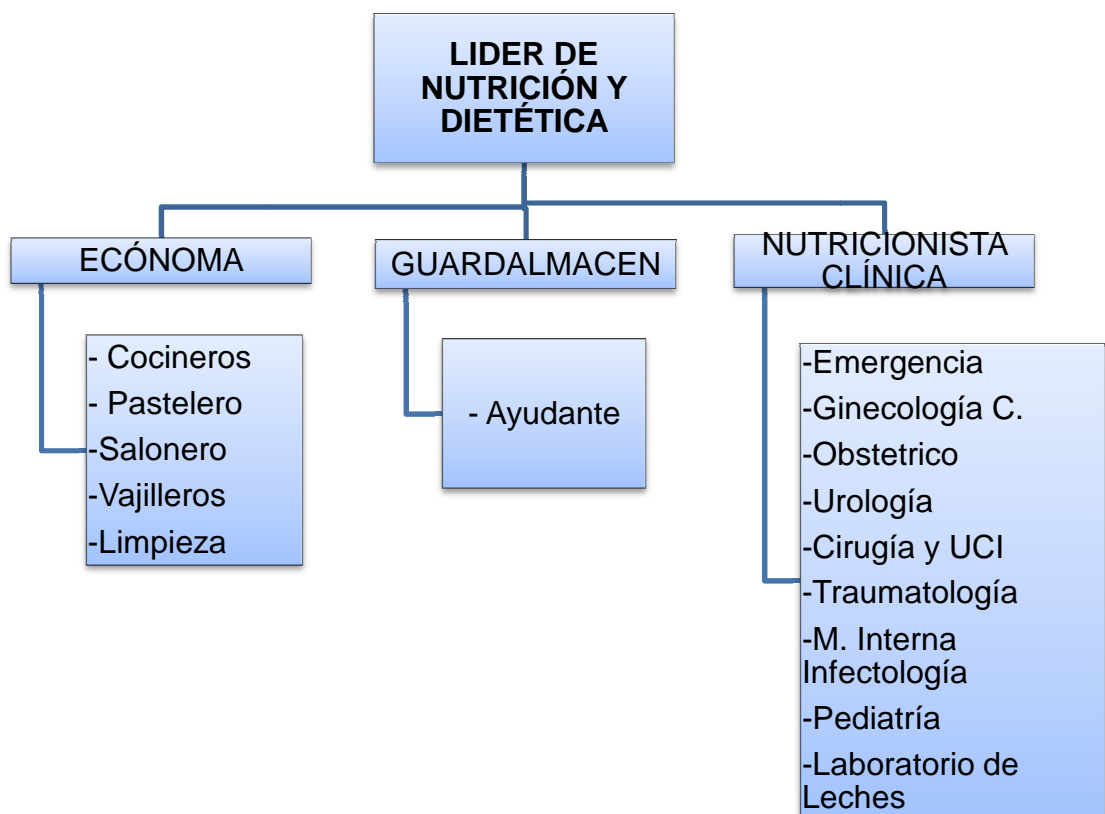 LIDER DE
NUTRICIÓN Y
DIETÉTICA
ECÓNOMA
- Cocineros
- Pastelero
-Salonero
-Vajilleros
-Limpieza
GUARDALMACEN
- Ayudante
NUTRICIONISTA
CLÍNICA
-Emergencia
-Ginecología C.
-Obstetrico
-Urología
-Cirugía y UCI
-Traumatología
-M. Interna
Infectología
-Pediatría
-Laboratorio de
Leches